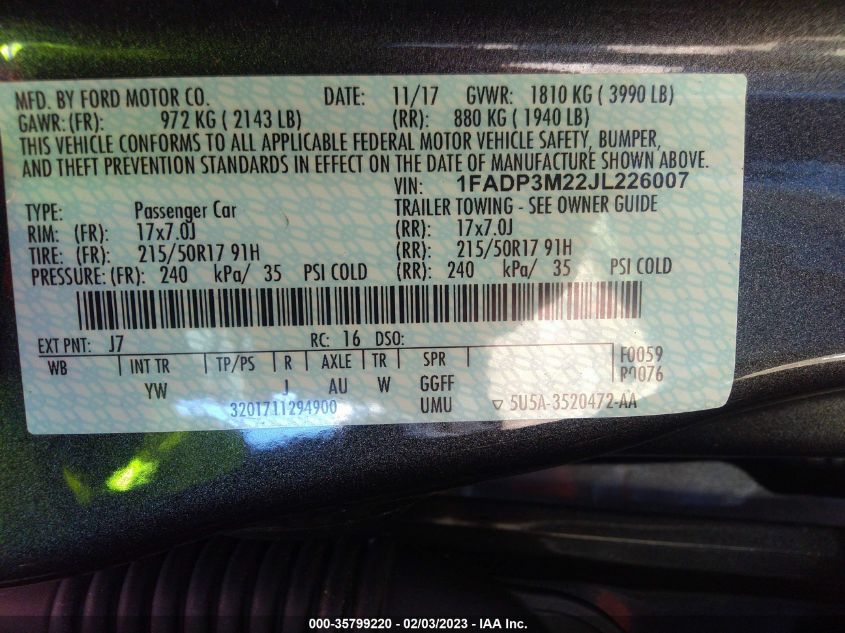 MFD. BY FORD MOTOR CO. DATE: 11/17 GVWR: 1810 KG ( 3990 LB)
GAWR: (FR): 972 KG ( 2143 LB) (RR): 880 KG ( 1940 LB)
THIS VEHICLE CONFORMS TO ALL APPLICABLE FEDERAL MOTOR VEHICLE SAFETY, BUMPER,
AND THEFT PREVENTION STANDARDS IN EFFECT ON THE DATE OF MANUFACTURE SHOWN ABOVE.
VIN: 1FADP3M22JL226007
TYPE: Passenger Car TRAILER TOWING - SEE OWNER GUIDE
RIM: (FR): 17x7.0J (RR): 17x7.0J
TIRE: (FR): 215/50R17 91H (RR): 215/50R17 91H
PRESSURE: (FR): 240 kPa/ 35 PSI COLD (RR): 240 kPa/ 35 PSI COLD
EXT PNT: J7 RC: 16 DSO:
WB INT TR TP/PS R AXLE TR SPR F0059
YW J AU W GGFF R0076
3201711294900 UMU ▽ 5U5A-3520472-AA
000-35799220 - 02/03/2023 - IAA Inc.